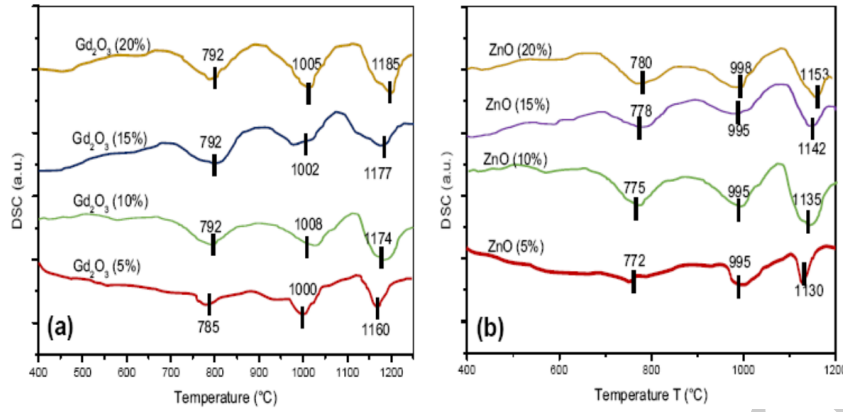 Gd₂O₃ (20%)
792
1005
1185
Gd₂O₃ (15%)
792
1002
1177
Gd₂O₃ (10%)
792
1008
1174
Gd₂O₃ (5%)
785
1000
1160
(a)
DSC (a.u.)
400 500 600 700 800 900 1000 1100 1200
Temperature (°C)
ZnO (20%)
780
998
1153
ZnO (15%)
778
995
1142
ZnO (10%)
775
995
1135
ZnO (5%)
772
995
1130
(b)
DSC (a.u.)
400 600 800 1000 1200
Temperature T (°C)